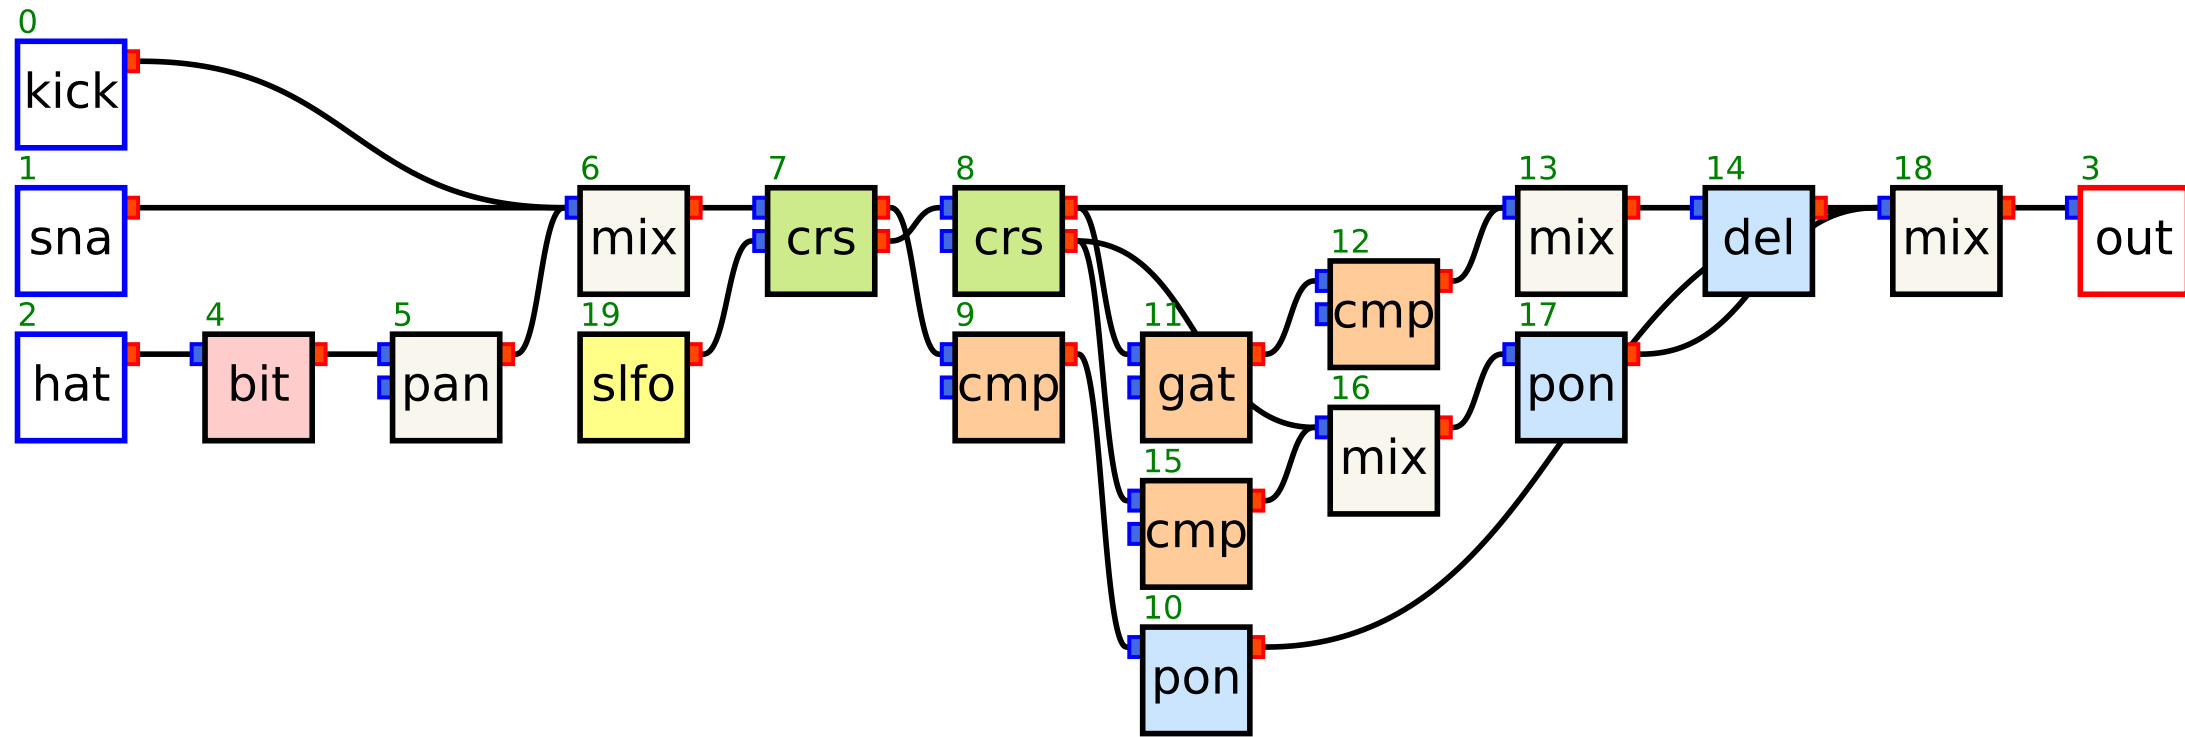 0
kick
1
sna
2
hat
4
bit
5
pan
6
mix
19
slfo
7
crs
8
crs
9
cmp
11
gat
15
cmp
10
pon
12
cmp
16
mix
13
mix
17
pon
14
del
18
mix
3
out